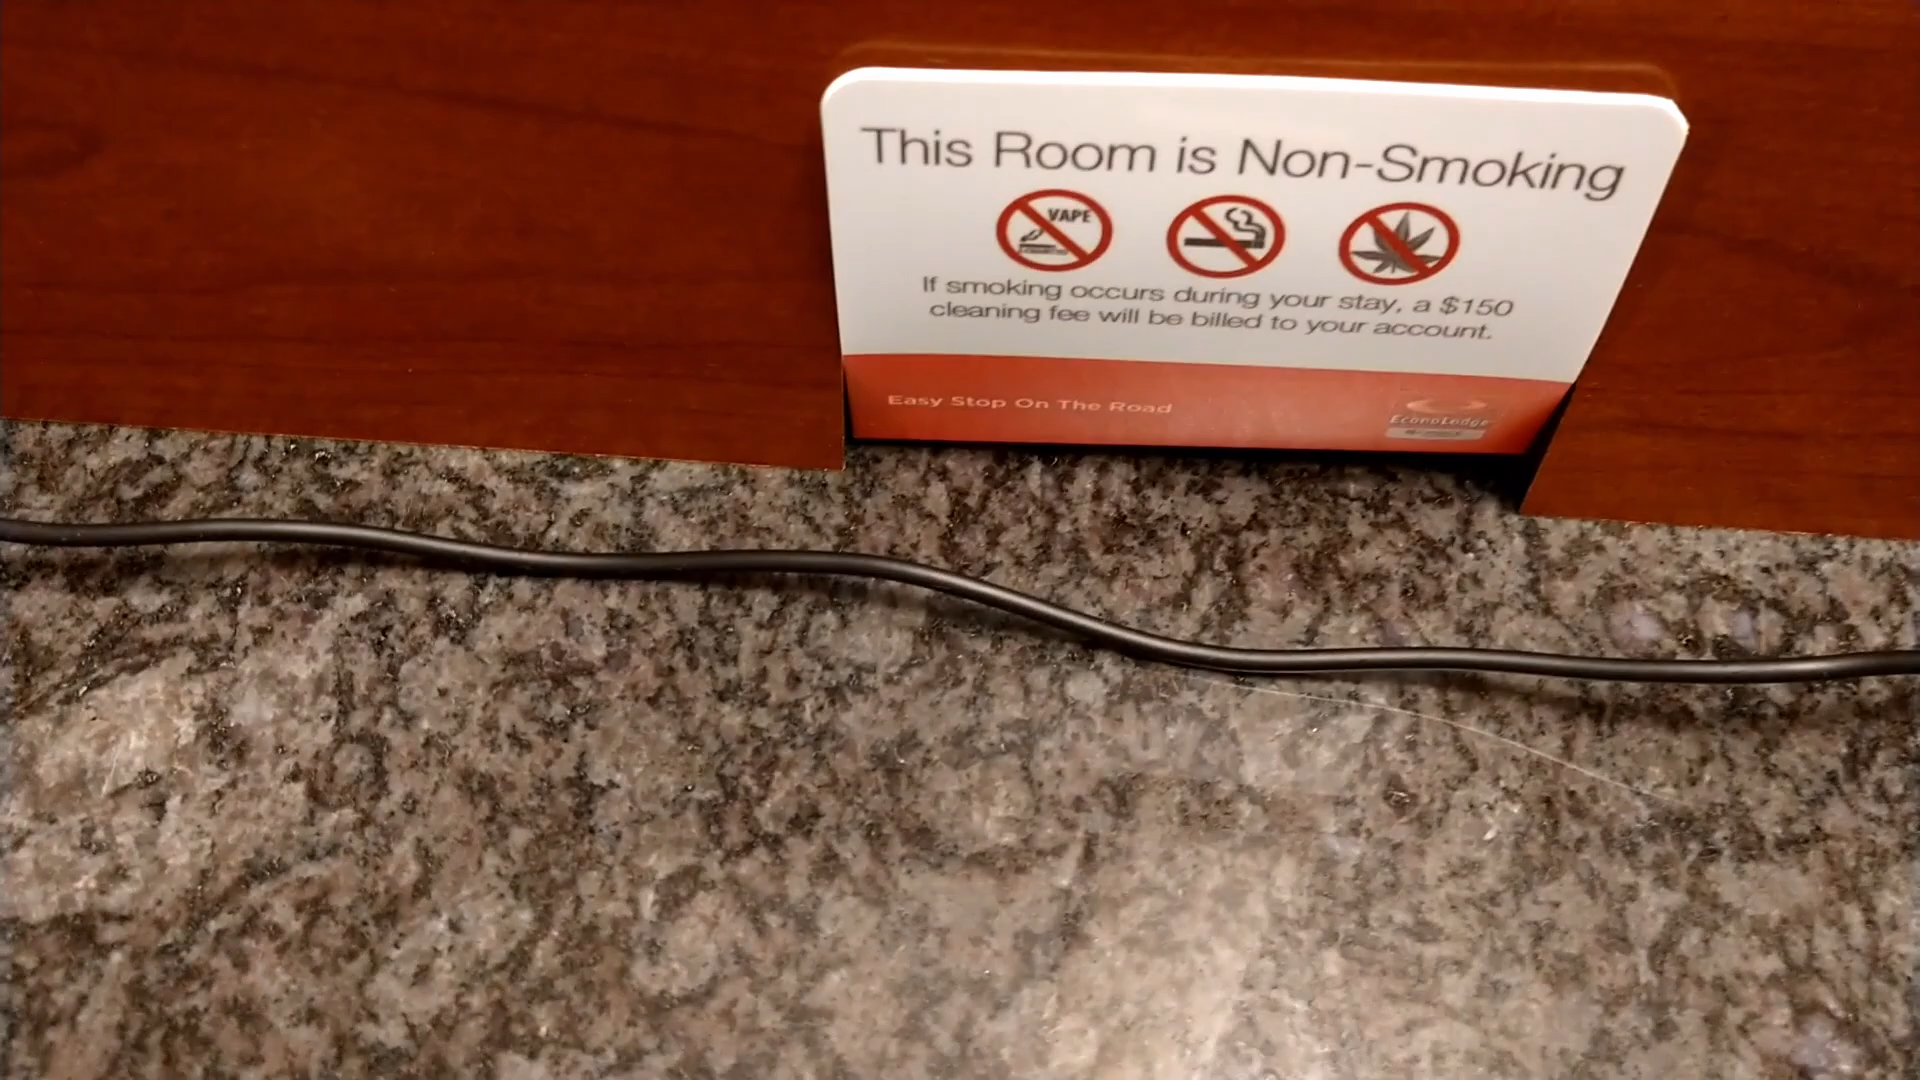 This Room is Non-Smoking
VAPE
If smoking occurs during your stay, a $150
cleaning fee will be billed to your account.
Easy Stop On The Road
EconoLodge